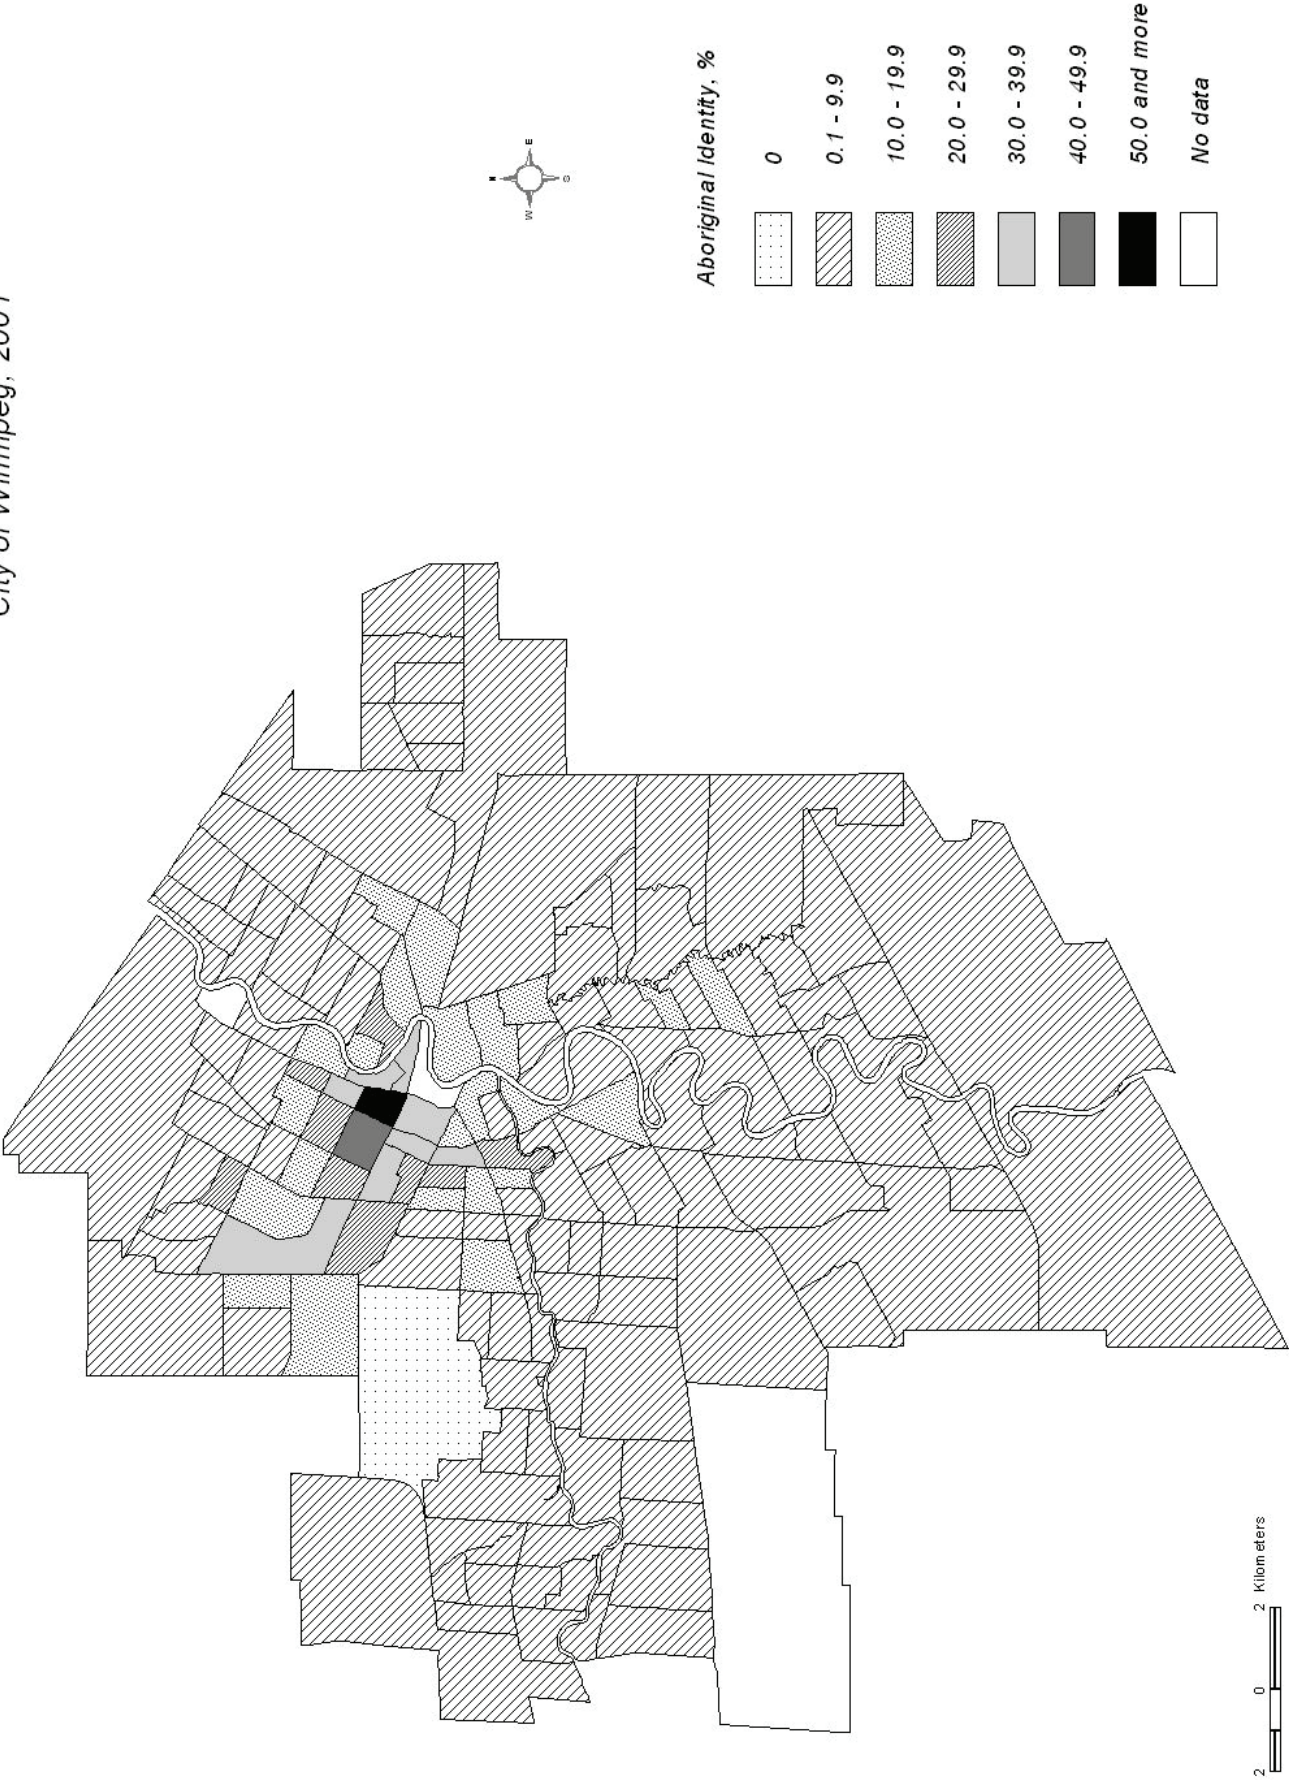 City of Winnipeg, 2001
N
W
E
S
Aboriginal Identity, %
0
0.1 - 9.9
10.0 - 19.9
20.0 - 29.9
30.0 - 39.9
40.0 - 49.9
50.0 and more
No data
2 0 2 Kilometers